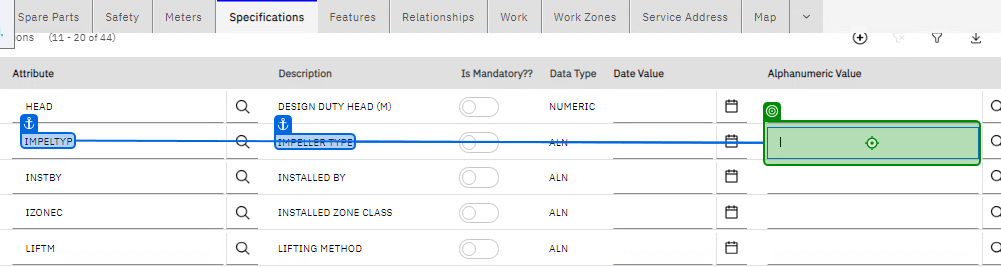 Spare Parts Safety Meters Specifications Features Relationships Work Work Zones Service Address Map
ons (11 - 20 of 44)
Attribute Description Is Mandatory?? Data Type Date Value Alphanumeric Value
HEAD DESIGN DUTY HEAD (M) NUMERIC
IMPELTYP IMPELLER TYPE ALN
INSTBY INSTALLED BY ALN
IZONEC INSTALLED ZONE CLASS ALN
LIFTM LIFTING METHOD ALN